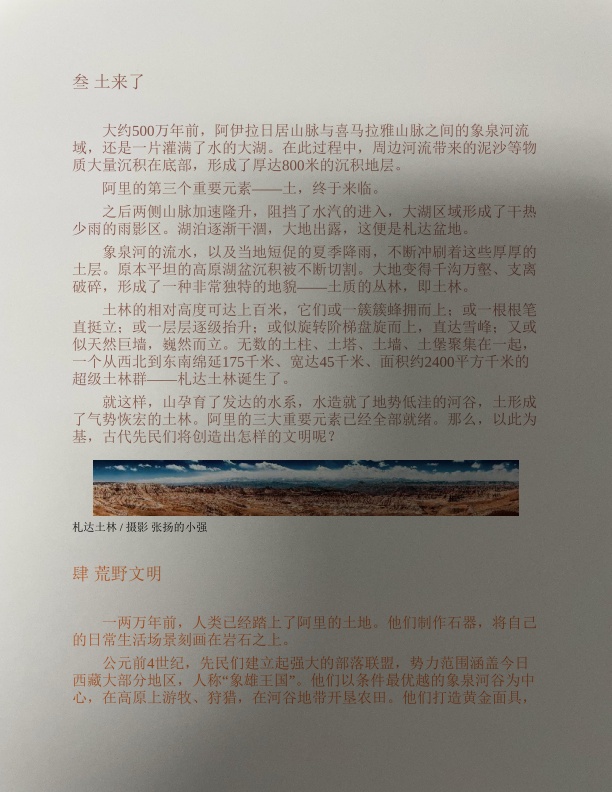 叁 土来了
大约500万年前，阿伊拉日居山脉与喜马拉雅山脉之间的象泉河流
域，还是一片灌满了水的大湖。在此过程中，周边河流带来的泥沙等物
质大量沉积在底部，形成了厚达800米的沉积地层。
阿里的第三个重要元素——土，终于来临。
之后两侧山脉加速隆升，阻挡了水汽的进入，大湖区域形成了干热
少雨的雨影区。湖泊逐渐干涸，大地出露，这便是札达盆地。
象泉河的流水，以及当地短促的夏季降雨，不断冲刷着这些厚厚的
土层。原本平坦的高原湖盆沉积被不断切割。大地变得千沟万壑、支离
破碎，形成了一种非常独特的地貌——土质的丛林，即土林。
土林的相对高度可达上百米，它们或一簇簇蜂拥而上；或一根根笔
直挺立；或一层层逐级抬升；或似旋转阶梯盘旋而上，直达雪峰；又或
似天然巨墙，巍然而立。无数的土柱、土塔、土墙、土堡聚集在一起，
一个从西北到东南绵延175千米、宽达45千米、面积约2400平方千米的
超级土林群——札达土林诞生了。
就这样，山孕育了发达的水系，水造就了地势低洼的河谷，土形成
了气势恢宏的土林。阿里的三大重要元素已经全部就绪。那么，以此为
基，古代先民们将创造出怎样的文明呢？
札达土林 / 摄影 张扬的小强
肆 荒野文明
一两万年前，人类已经踏上了阿里的土地。他们制作石器，将自己
的日常生活场景刻画在岩石之上。
公元前4世纪，先民们建立起强大的部落联盟，势力范围涵盖今日
西藏大部分地区，人称“象雄王国”。他们以条件最优越的象泉河谷为中
心，在高原上游牧、狩猎，在河谷地带开垦农田。他们打造黄金面具，